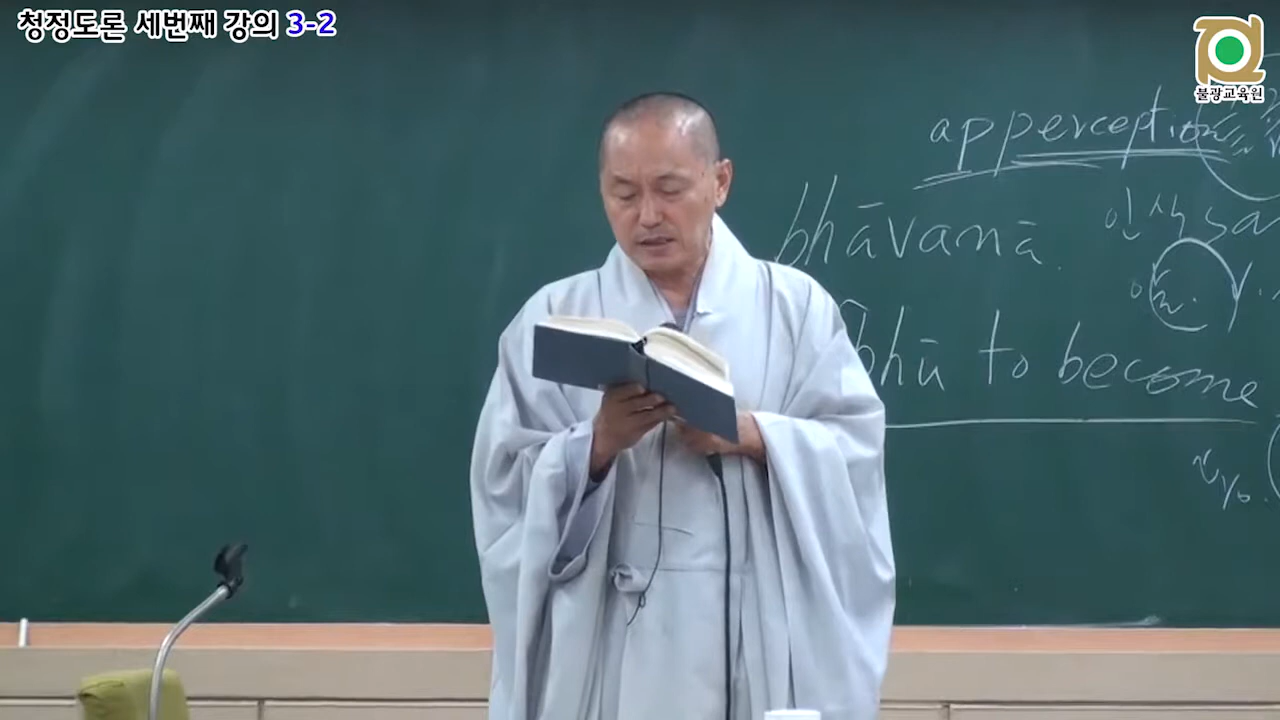 청정도론 세번째 강의 3-2
불광교육원
apperception
bhāvanā
인식 sa
bhū to become